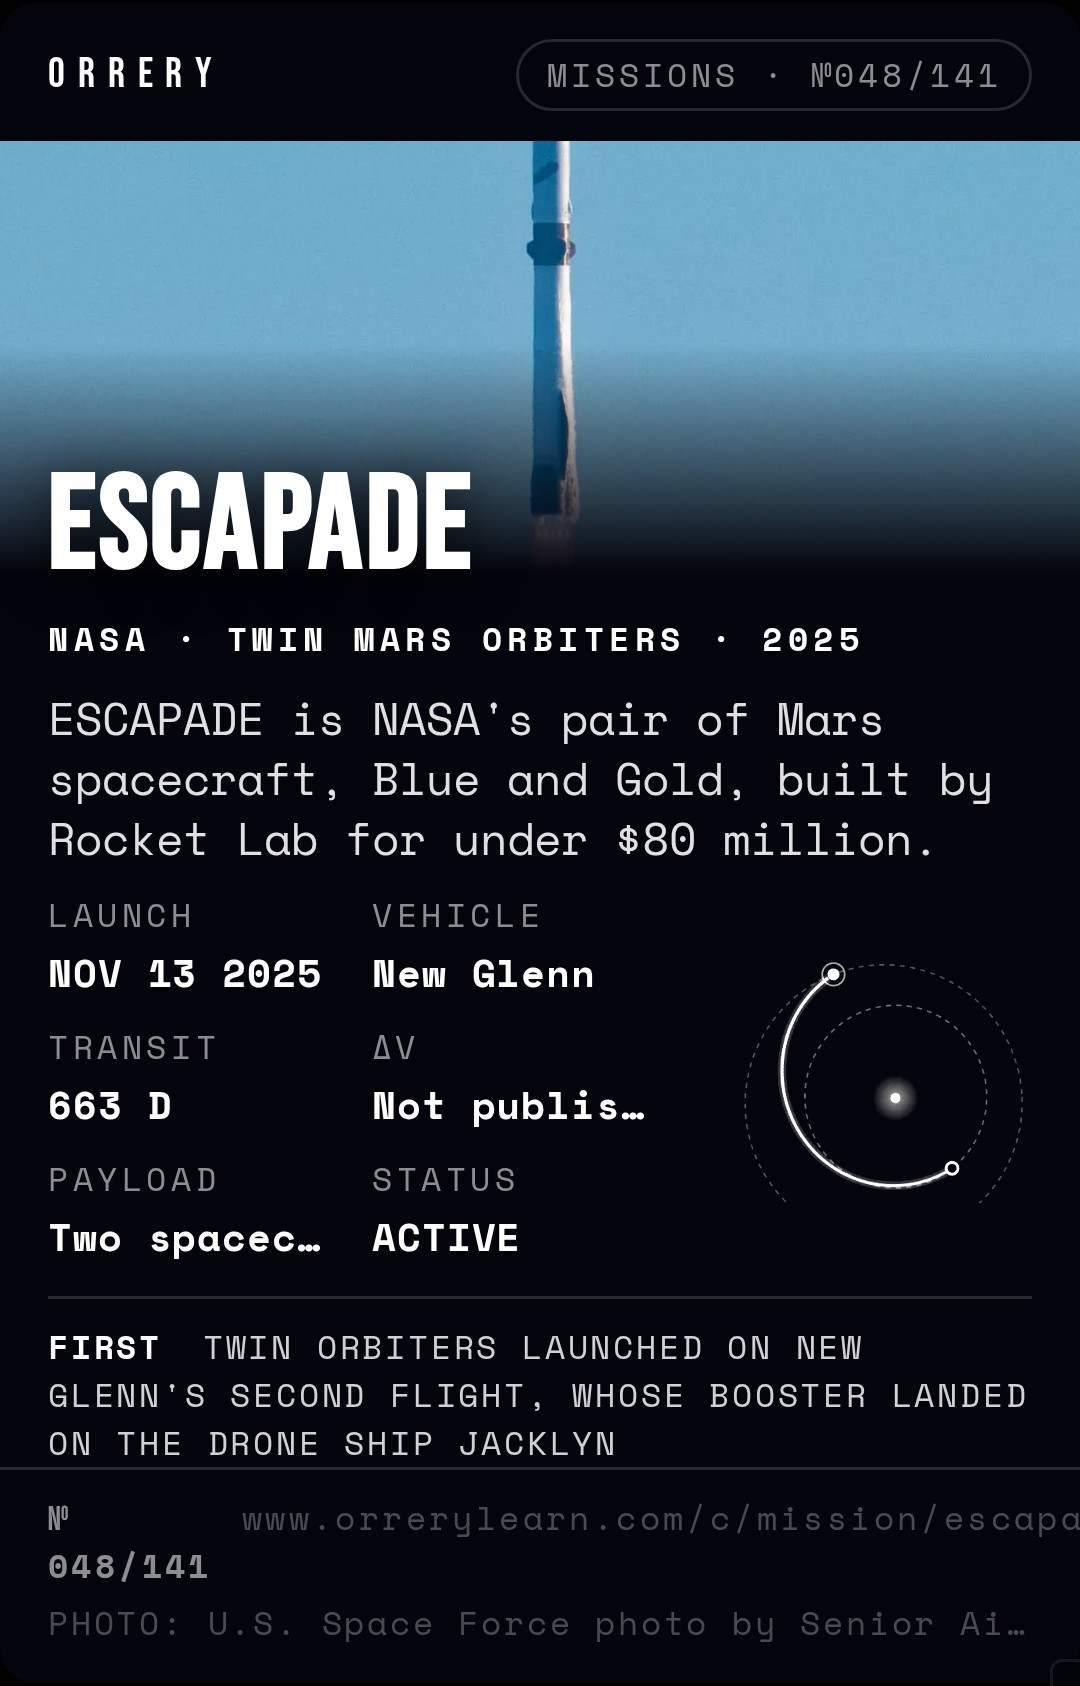 ORRERY
MISSIONS · №048/141
ESCAPADE
NASA · TWIN MARS ORBITERS · 2025
ESCAPADE is NASA's pair of Mars
spacecraft, Blue and Gold, built by
Rocket Lab for under $80 million.
LAUNCH VEHICLE
NOV 13 2025 New Glenn
TRANSIT ΔV
663 D Not publis…
PAYLOAD STATUS
Two spacec… ACTIVE
FIRST TWIN ORBITERS LAUNCHED ON NEW
GLENN'S SECOND FLIGHT, WHOSE BOOSTER LANDED
ON THE DRONE SHIP JACKLYN
№ www.orrerylearn.com/c/mission/escapa
048/141
PHOTO: U.S. Space Force photo by Senior Ai…